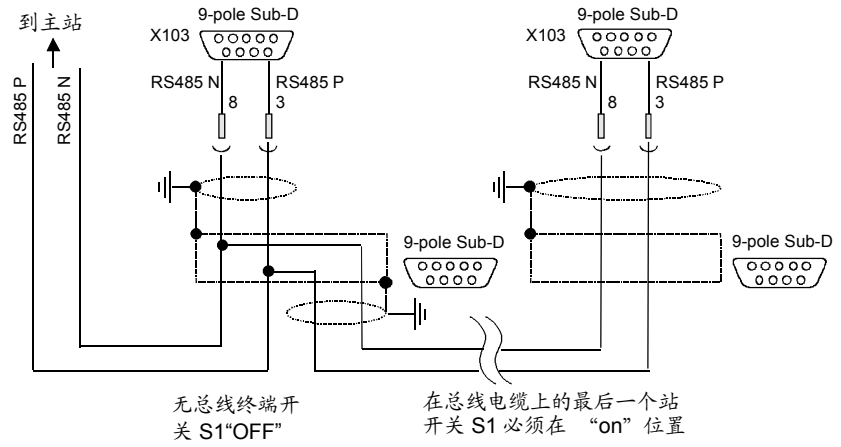 到主站
9-pole Sub-D
9-pole Sub-D
X103
X103
RS485 P
RS485 N
RS485 N
RS485 P
RS485 N
RS485 P
8
3
8
3
9-pole Sub-D
9-pole Sub-D
无总线终端开
关 S1“OFF”
在总线电缆上的最后一个站
开关 S1 必须在 “on” 位置